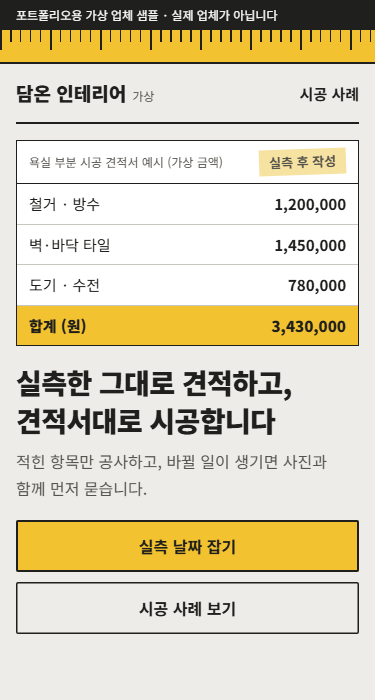 포트폴리오용 가상 업체 샘플 · 실제 업체가 아닙니다
담온 인테리어 가상 시공 사례
욕실 부분 시공 견적서 예시 (가상 금액) 실측 후 작성
철거 · 방수 1,200,000
벽·바닥 타일 1,450,000
도기 · 수전 780,000
합계 (원) 3,430,000
실측한 그대로 견적하고,
견적서대로 시공합니다
적힌 항목만 공사하고, 바뀔 일이 생기면 사진과
함께 먼저 묻습니다.
실측 날짜 잡기
시공 사례 보기